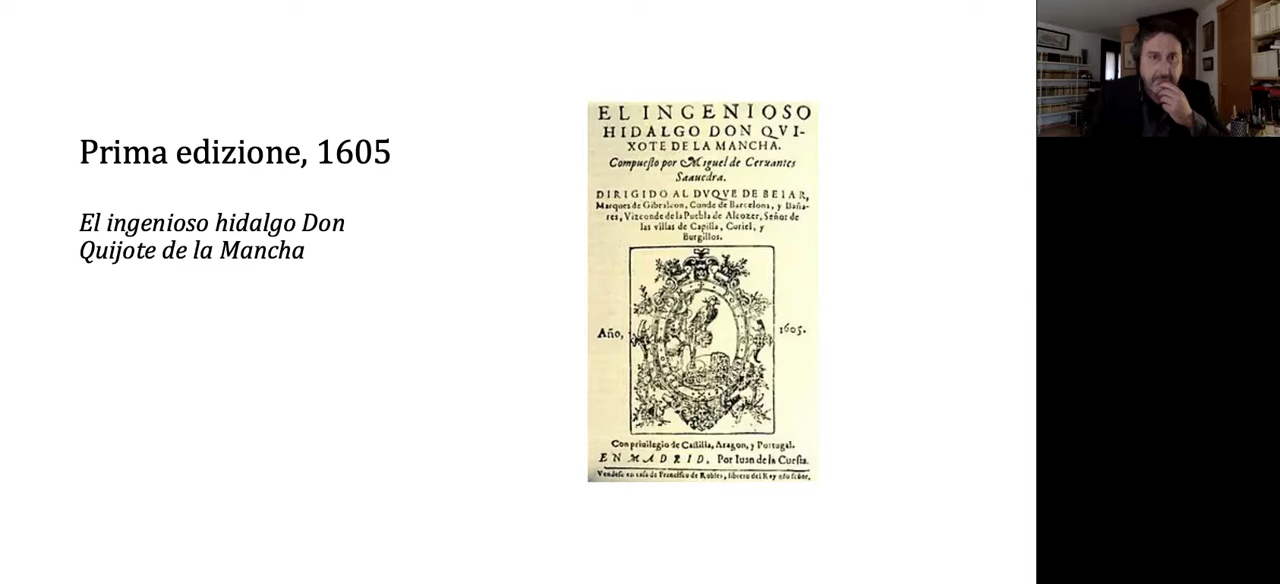 Prima edizione, 1605
El ingenioso hidalgo Don
Quijote de la Mancha
EL INGENIOSO
HIDALGO DON QVI-
XOTE DE LA MANCHA.
Compueſto por Miguel de Ceruantes
Saauedra.
DIRIGIDO AL DVQVE DE BEIAR,
Marques de Gibraleon, Conde de Barcelona, y Baña-
res, Vizconde de la Puebla de Alcozer, Señor de
las villas de Capilla, Curiel, y
Burgillos.
Año, 1605.
Con priuilegio de Caſtilla, Aragon, y Portugal.
EN MADRID, Por Iuan de la Cueſta.
Vendeſe en caſa de Franciſco de Robles, librero del Rey nřo ſeñor.